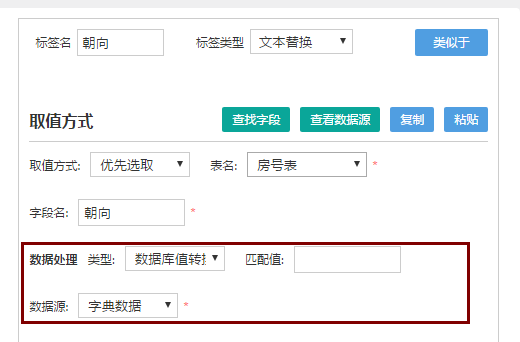 标签名 朝向 标签类型 文本替换 类似于
取值方式 查找字段 查看数据源 复制 粘贴
取值方式: 优先选取 表名: 房号表 *
字段名: 朝向 *
数据处理 类型: 数据库值转 匹配值:
数据源: 字典数据 *